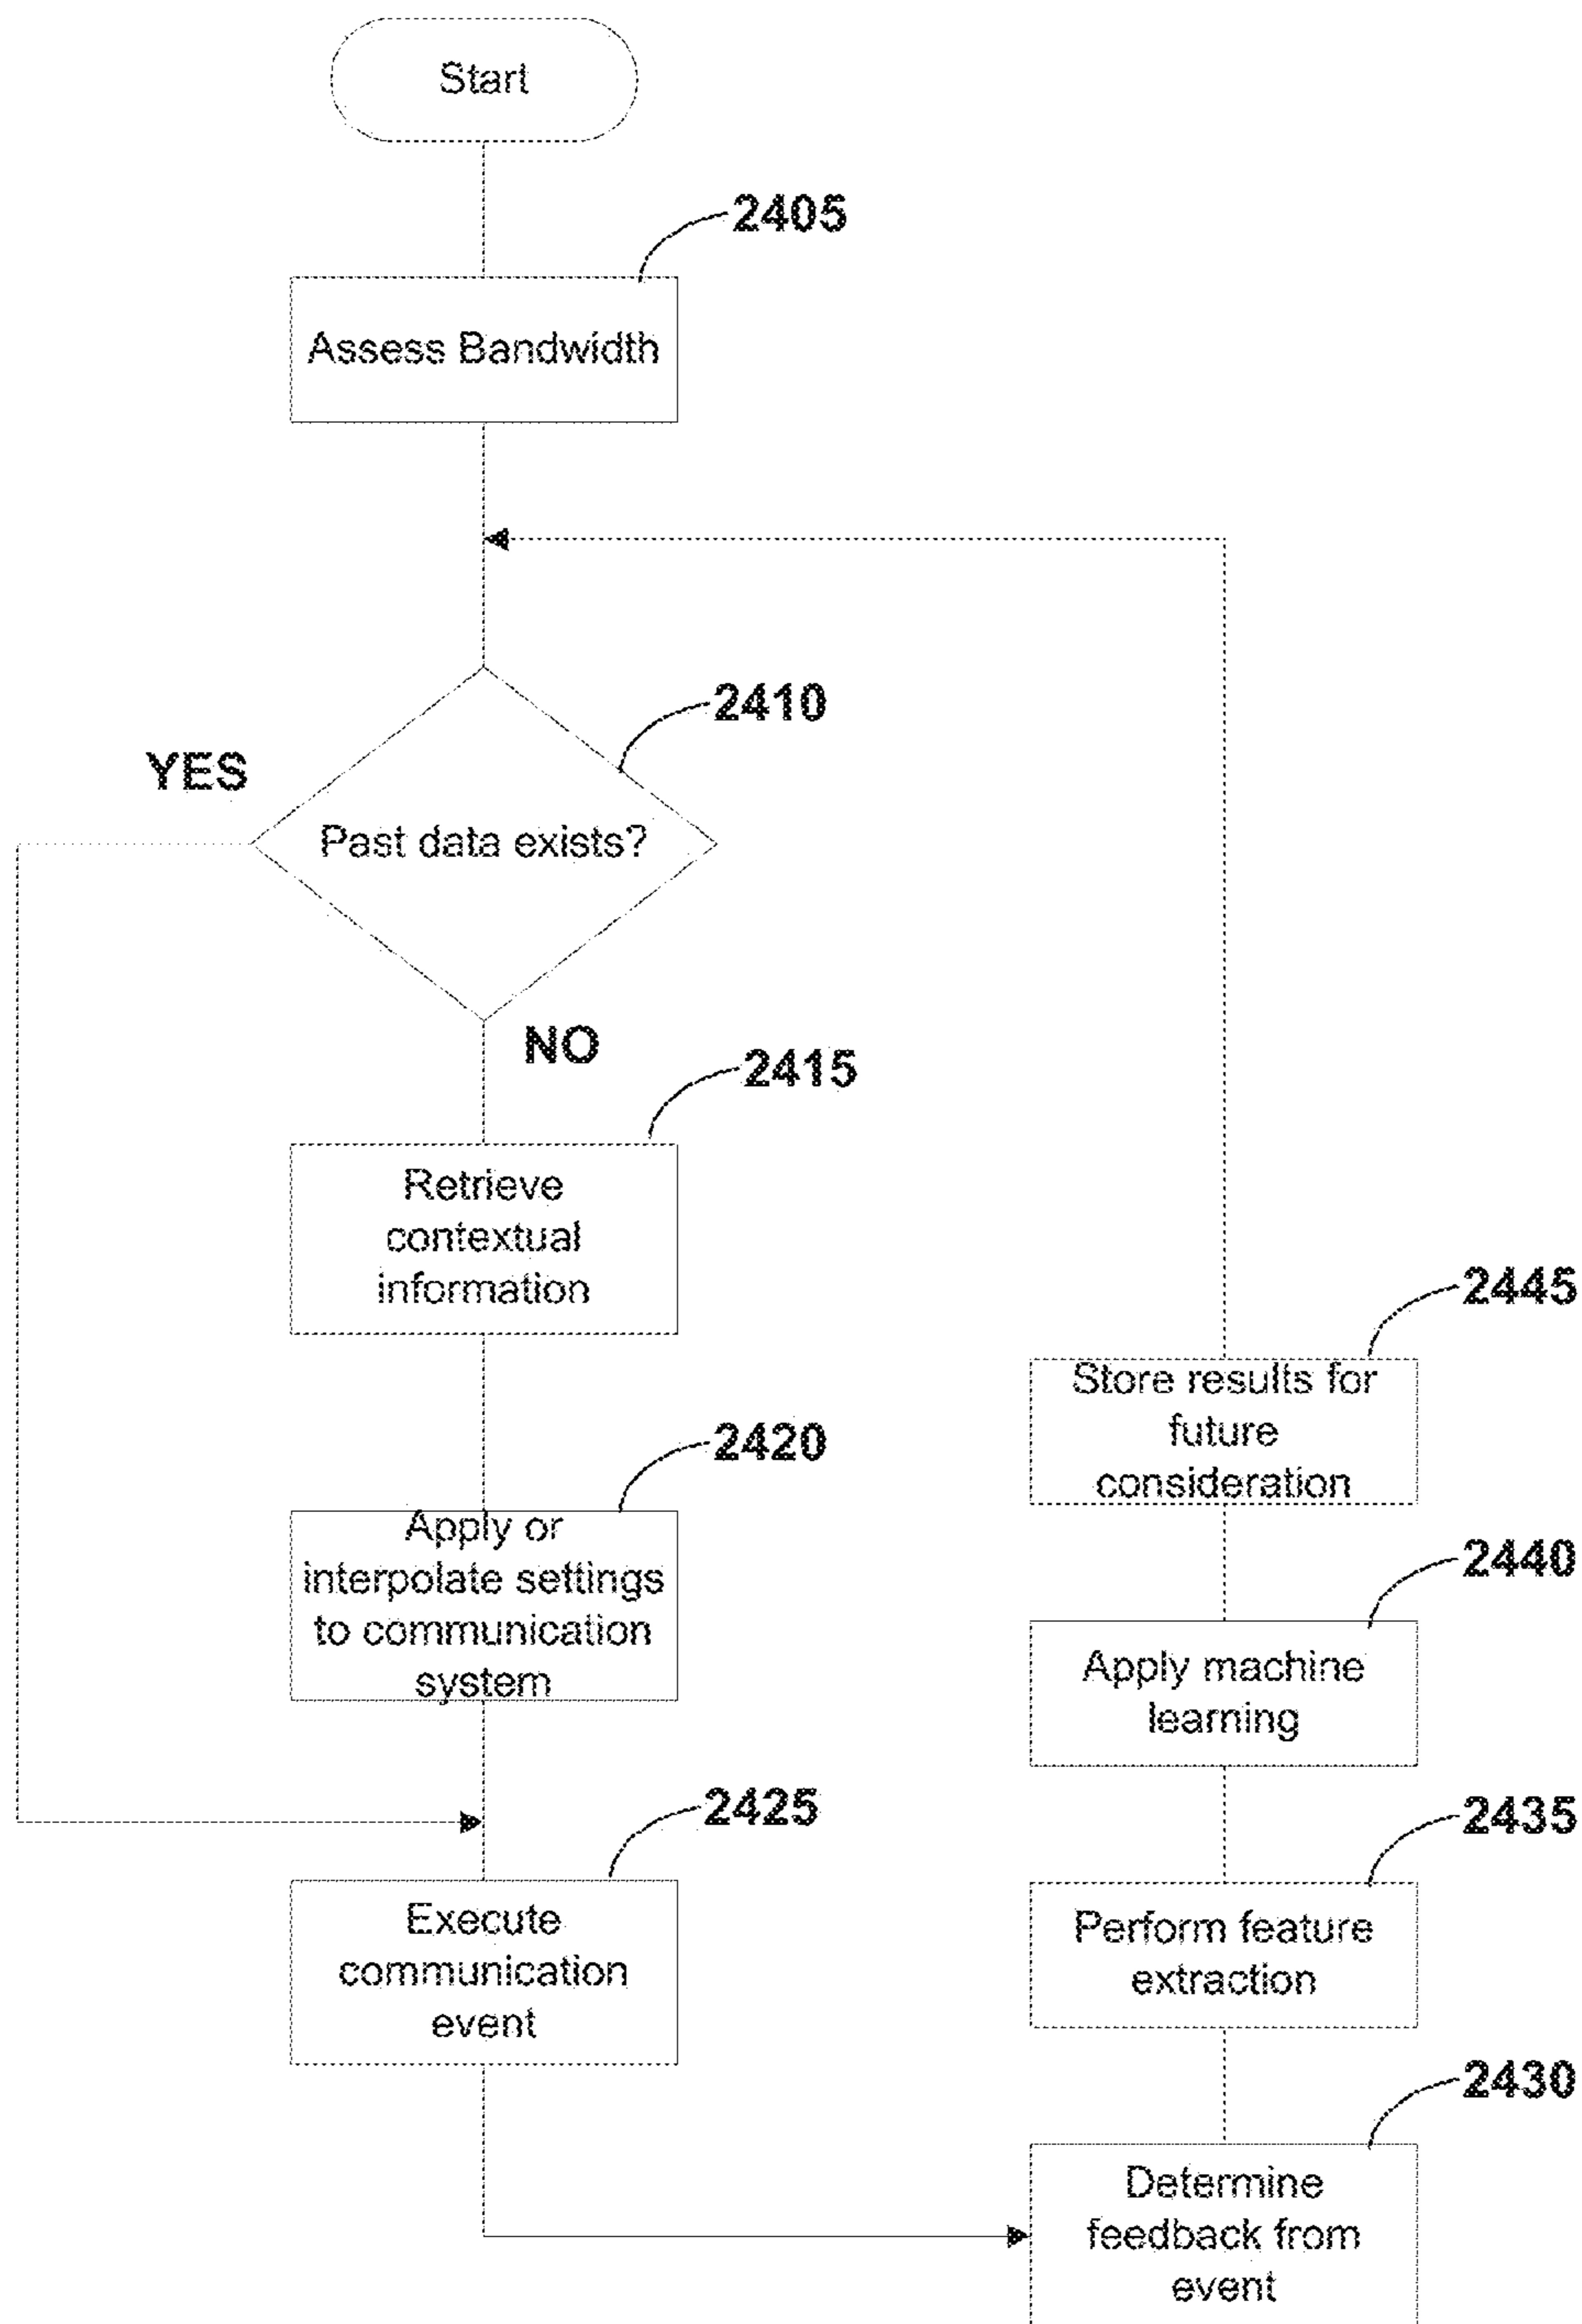 Start
2405
Assess Bandwidth
2410
YES
Past data exists?
NO
2415
Retrieve
contextual
information
2420
Apply or
interpolate settings
to communication
system
2425
Execute
communication
event
2445
Store results for
future
consideration
2440
Apply machine
learning
2435
Perform feature
extraction
2430
Determine
feedback from
event